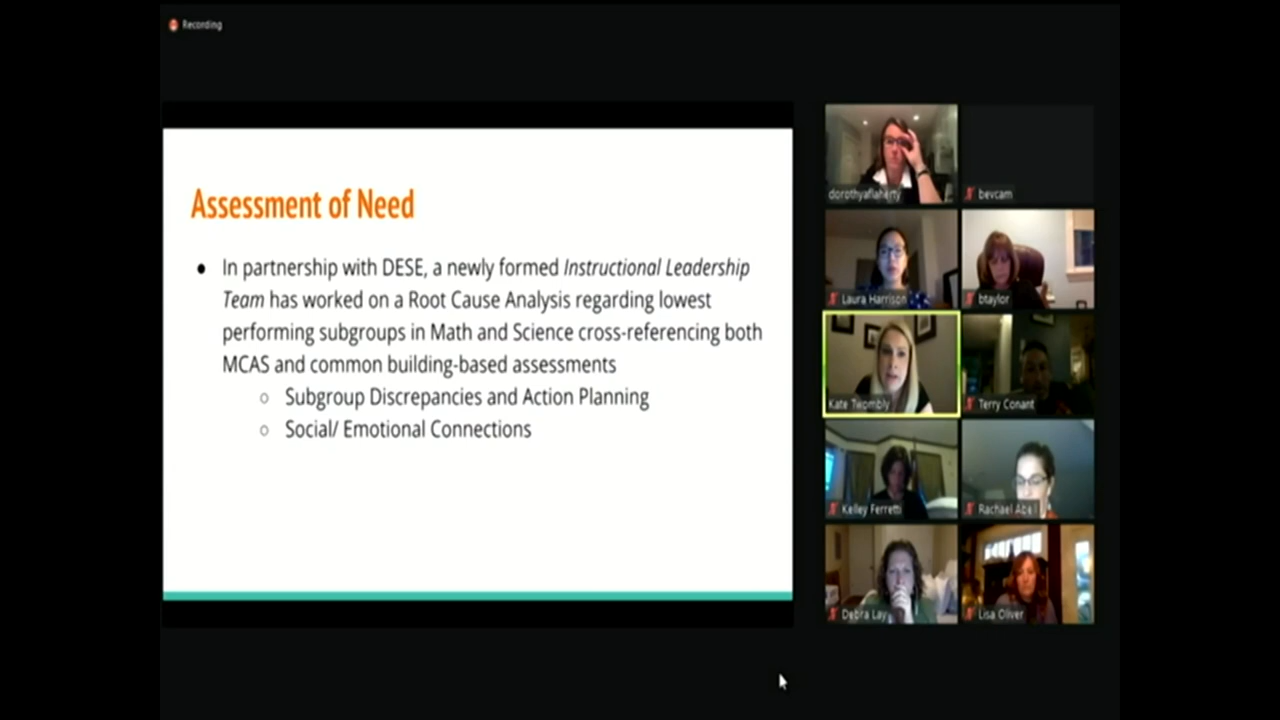 Recording
Assessment of Need
● In partnership with DESE, a newly formed Instructional Leadership
Team has worked on a Root Cause Analysis regarding lowest
performing subgroups in Math and Science cross-referencing both
MCAS and common building-based assessments
○ Subgroup Discrepancies and Action Planning
○ Social/ Emotional Connections
dorothyaflaherty
bevcam
Laura Harrison
btaylor
Kate Twombly
Terry Conant
Kelley Ferretti
Rachael Abell
Debra Lay
Lisa Oliver